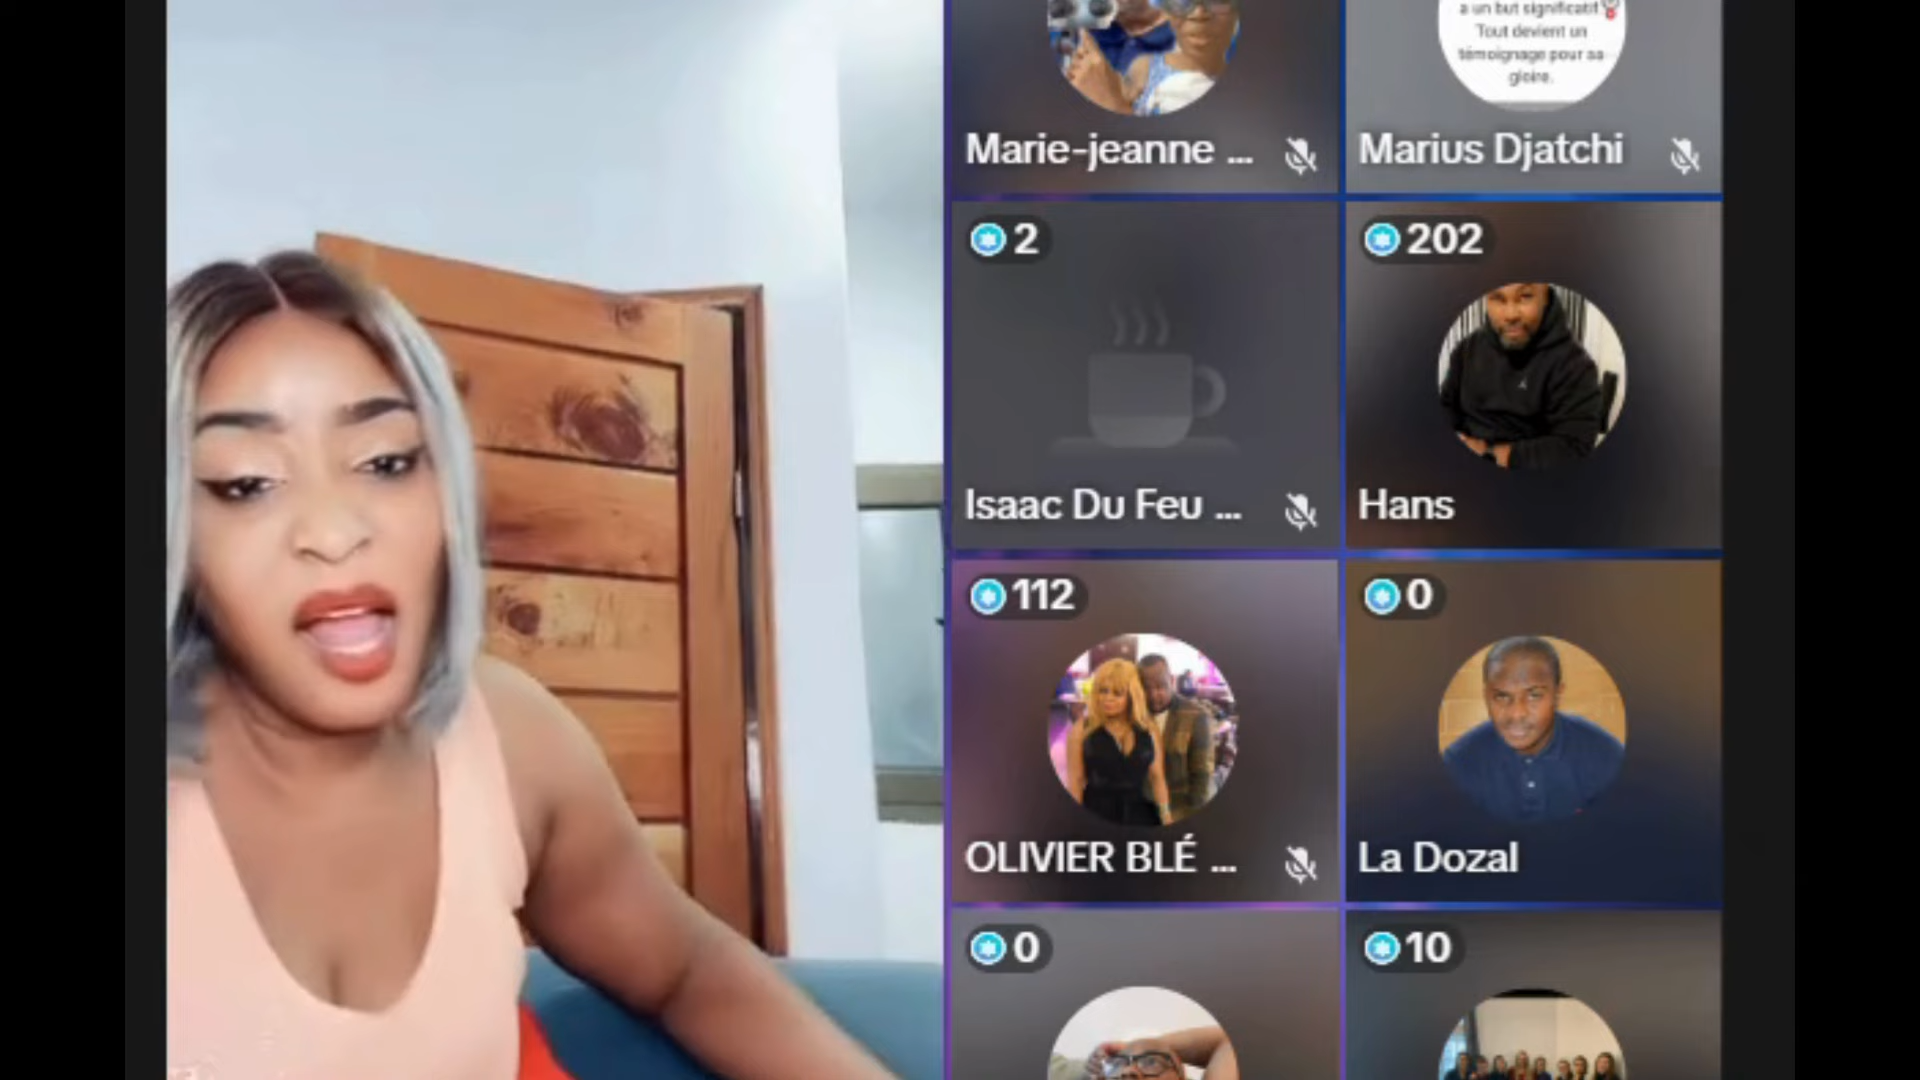 a un but significatif
Tout devient un
témoignage pour sa
gloire.
Marie-jeanne ...
Marius Djatchi
2
202
Isaac Du Feu ...
Hans
112
0
OLIVIER BLÉ ...
La Dozal
0
10